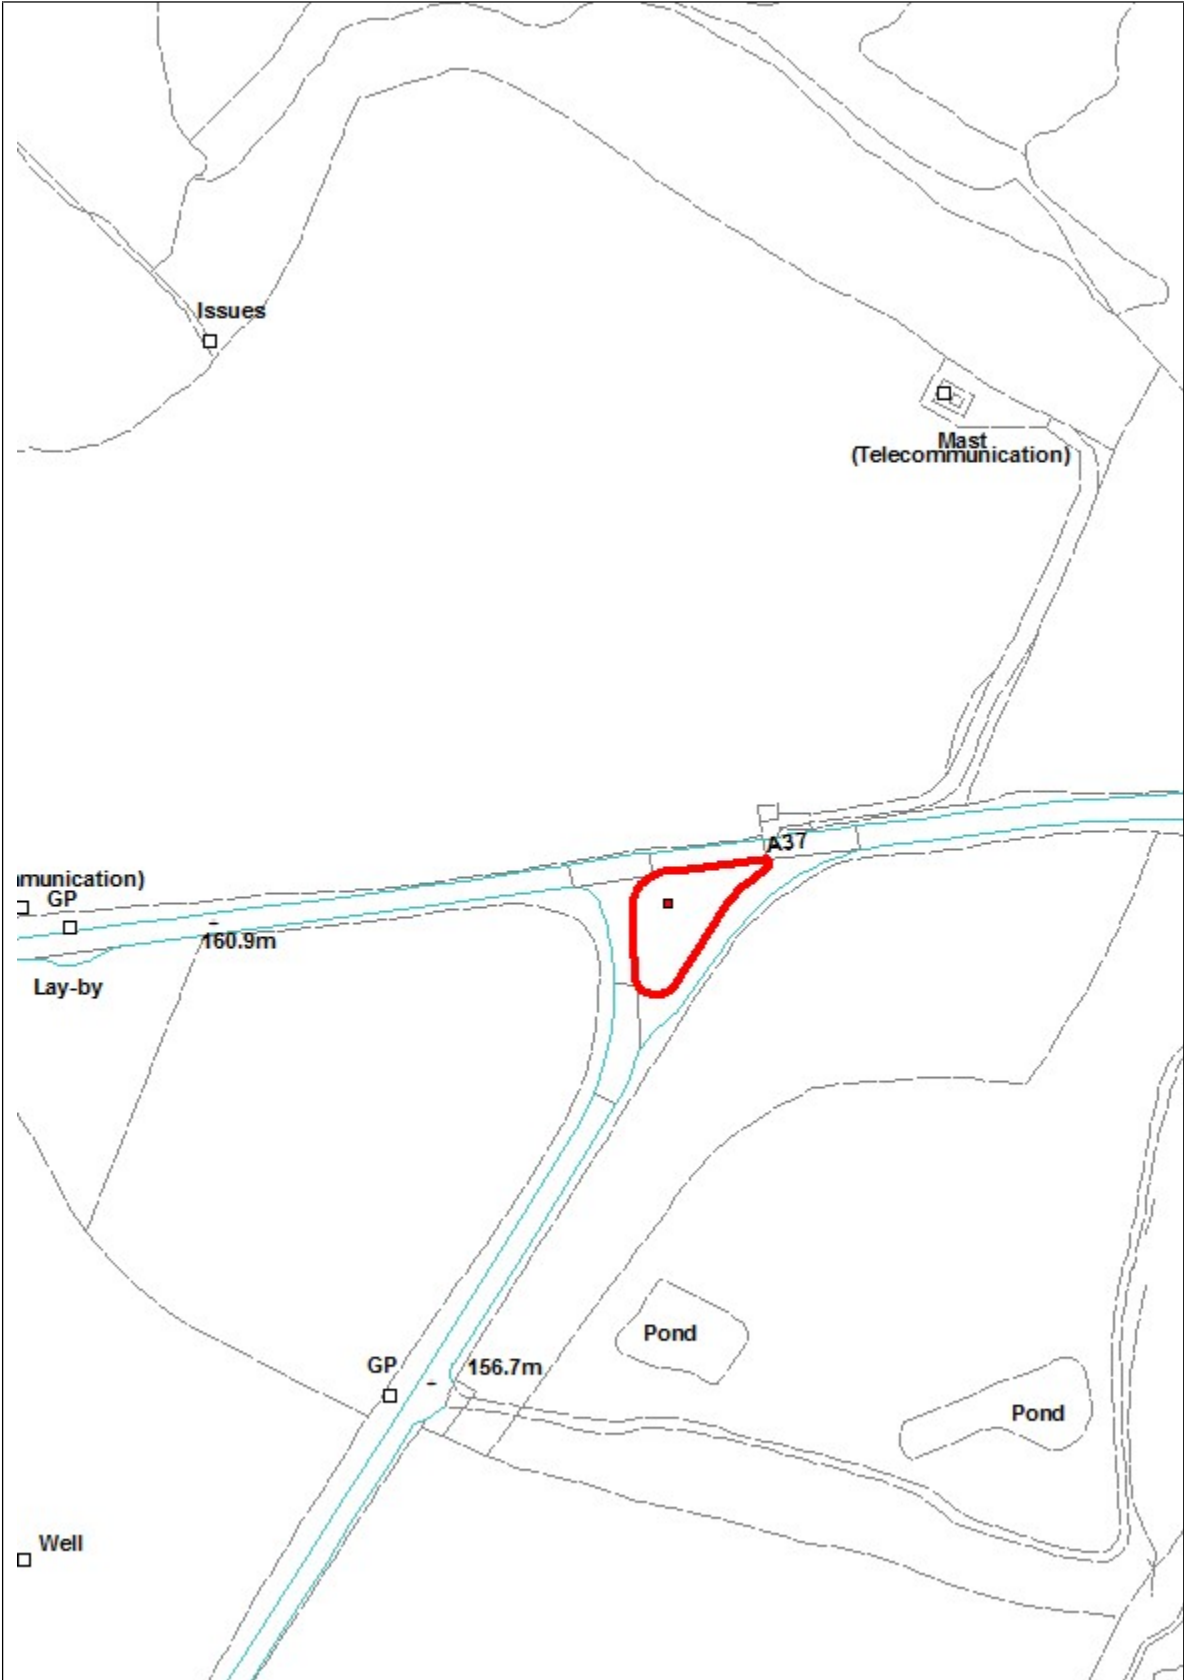 Issues
Mast
(Telecommunication)
A37
munication)
GP
160.9m
Lay-by
Pond
GP
156.7m
Pond
Well